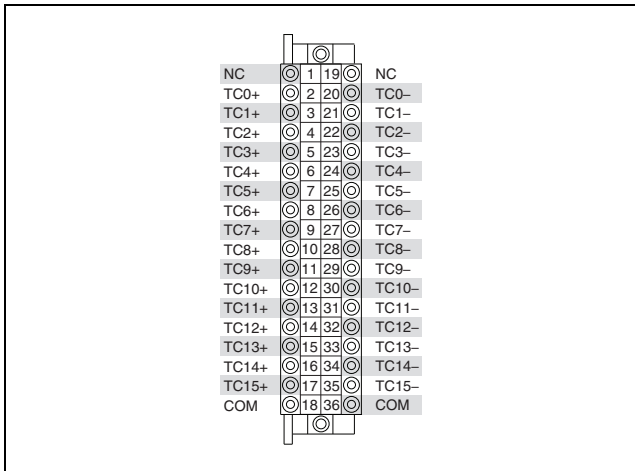 NC 1 19 NC
TC0+ 2 20 TC0–
TC1+ 3 21 TC1–
TC2+ 4 22 TC2–
TC3+ 5 23 TC3–
TC4+ 6 24 TC4–
TC5+ 7 25 TC5–
TC6+ 8 26 TC6–
TC7+ 9 27 TC7–
TC8+ 10 28 TC8–
TC9+ 11 29 TC9–
TC10+ 12 30 TC10–
TC11+ 13 31 TC11–
TC12+ 14 32 TC12–
TC13+ 15 33 TC13–
TC14+ 16 34 TC14–
TC15+ 17 35 TC15–
COM 18 36 COM